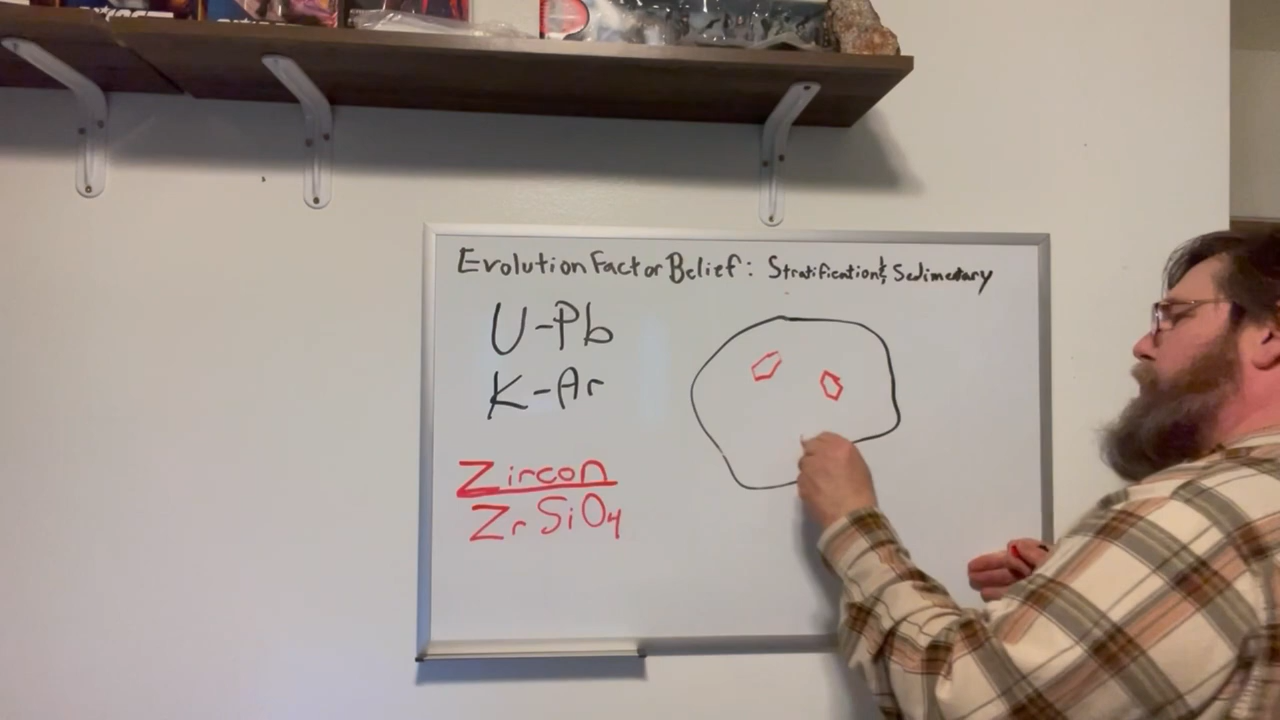 Evolution Fact or Belief: Stratification & Sedimentary
U-Pb
K-Ar
Zircon
ZrSiO4